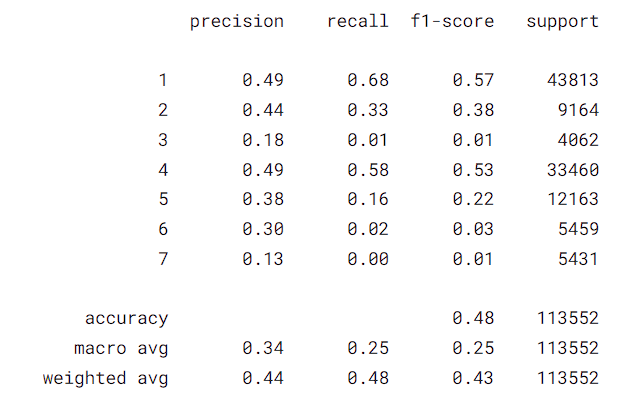 precision recall f1-score support
1 0.49 0.68 0.57 43813
2 0.44 0.33 0.38 9164
3 0.18 0.01 0.01 4062
4 0.49 0.58 0.53 33460
5 0.38 0.16 0.22 12163
6 0.30 0.02 0.03 5459
7 0.13 0.00 0.01 5431
accuracy 0.48 113552
macro avg 0.34 0.25 0.25 113552
weighted avg 0.44 0.48 0.43 113552